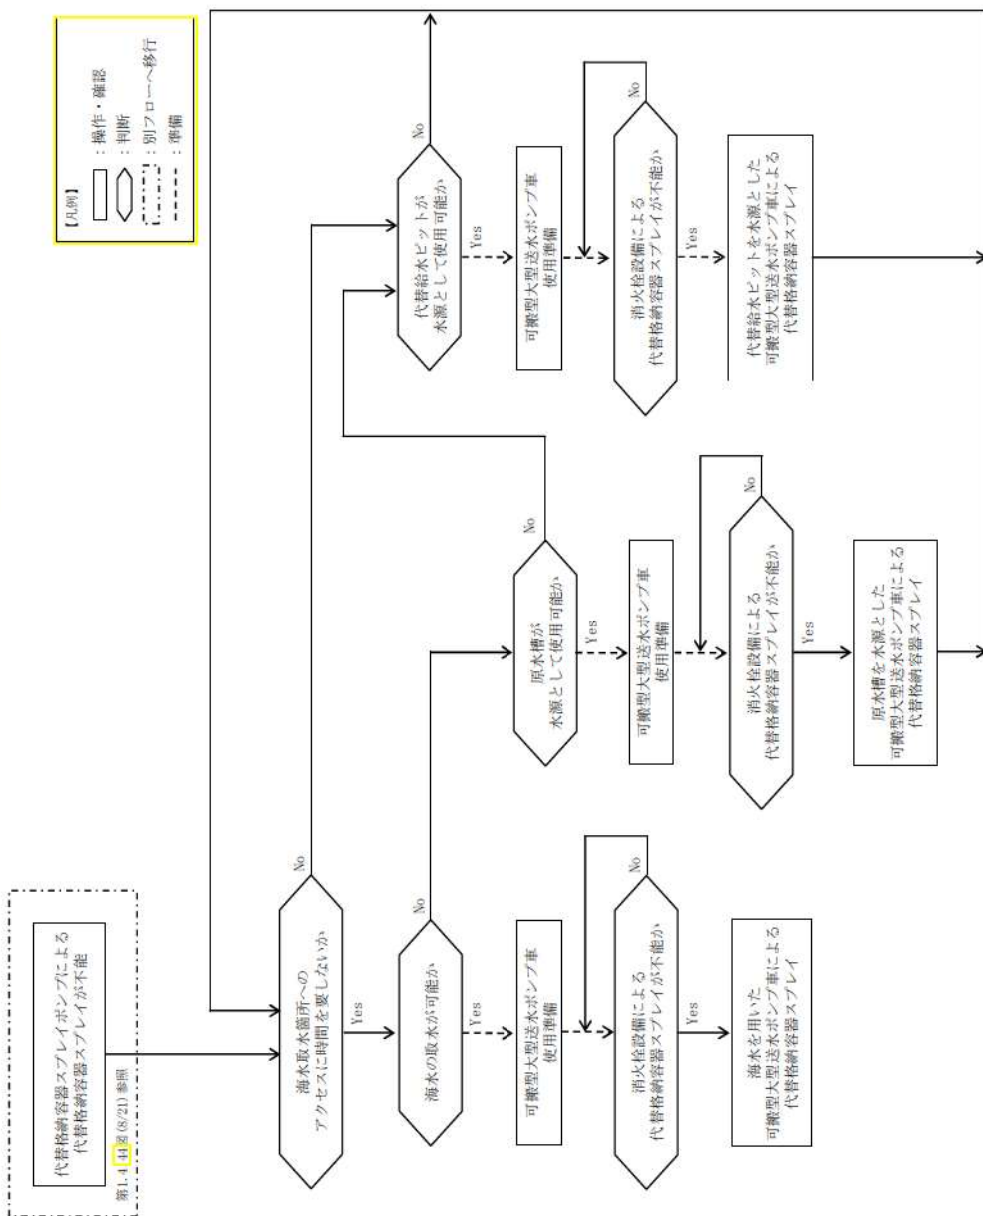 【凡例】
：操作・確認
：判断
：別フローへ移行
：準備
代替格納容器スプレイポンプによる
代替格納容器スプレイが不能
第1.4.44図(8/21) 参照
海水取水箇所への
アクセスに時間を要しないか
No
Yes
海水の取水が可能か
No
Yes
可搬型大型送水ポンプ車
使用準備
消火栓設備による
代替格納容器スプレイが不能か
No
Yes
海水を用いた
可搬型大型送水ポンプ車による
代替格納容器スプレイ
原水槽が
水源として使用可能か
No
Yes
可搬型大型送水ポンプ車
使用準備
消火栓設備による
代替格納容器スプレイが不能か
No
Yes
原水槽を水源とした
可搬型大型送水ポンプ車による
代替格納容器スプレイ
代替給水ピットが
水源として使用可能か
No
Yes
可搬型大型送水ポンプ車
使用準備
消火栓設備による
代替格納容器スプレイが不能か
No
Yes
代替給水ピットを水源とした
可搬型大型送水ポンプ車による
代替格納容器スプレイ